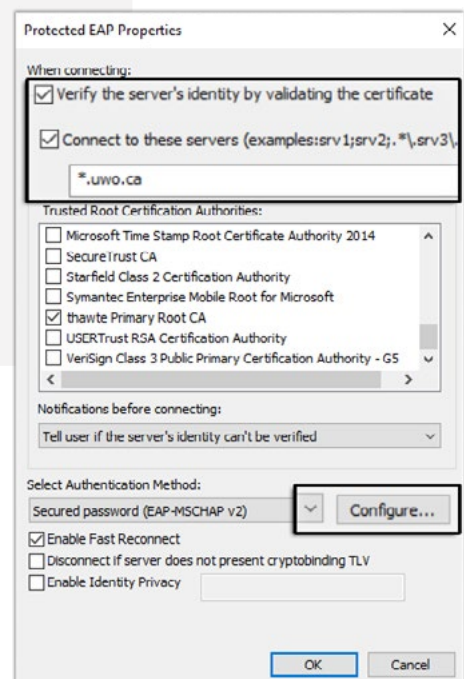 Protected EAP Properties
When connecting:
Verify the server's identity by validating the certificate
Connect to these servers (examples:srv1;srv2;.*\.srv3\.
*.uwo.ca
Trusted Root Certification Authorities:
Microsoft Time Stamp Root Certificate Authority 2014
SecureTrust CA
Starfield Class 2 Certification Authority
Symantec Enterprise Mobile Root for Microsoft
thawte Primary Root CA
USERTrust RSA Certification Authority
VeriSign Class 3 Public Primary Certification Authority - G5
Notifications before connecting:
Tell user if the server's identity can't be verified
Select Authentication Method:
Secured password (EAP-MSCHAP v2) Configure...
Enable Fast Reconnect
Disconnect if server does not present cryptobinding TLV
Enable Identity Privacy
OK Cancel